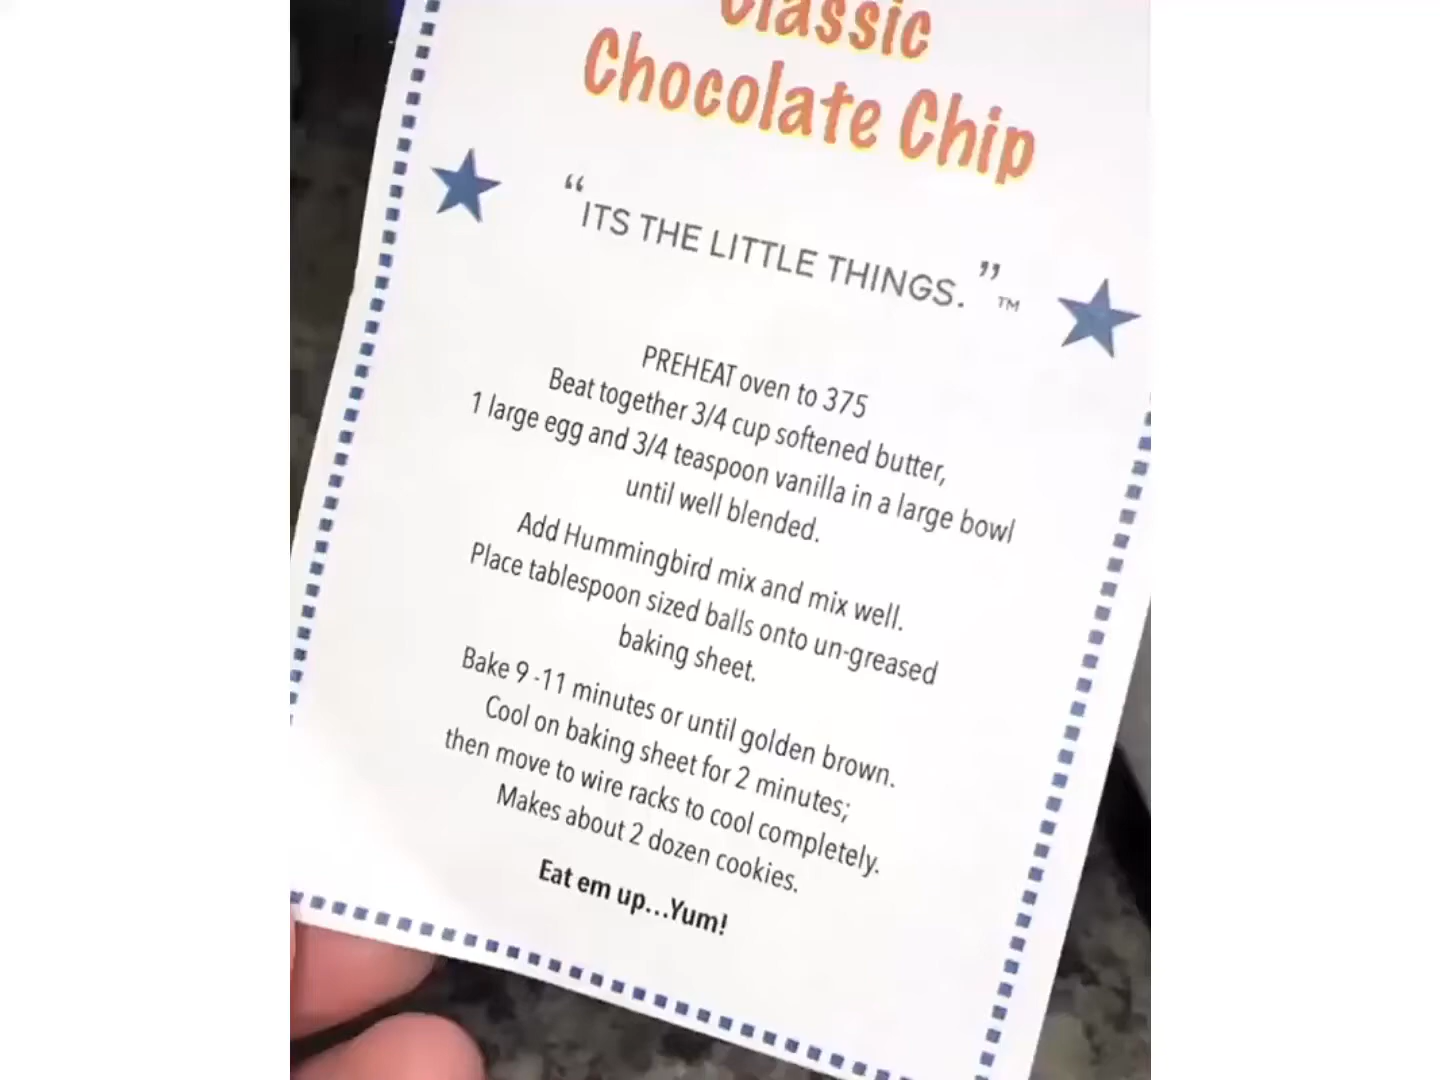 Classic
Chocolate Chip
“ITS THE LITTLE THINGS.”™
PREHEAT oven to 375
Beat together 3/4 cup softened butter,
1 large egg and 3/4 teaspoon vanilla in a large bowl
until well blended.
Add Hummingbird mix and mix well.
Place tablespoon sized balls onto un-greased
baking sheet.
Bake 9 -11 minutes or until golden brown.
Cool on baking sheet for 2 minutes;
then move to wire racks to cool completely.
Makes about 2 dozen cookies.
Eat em up...Yum!